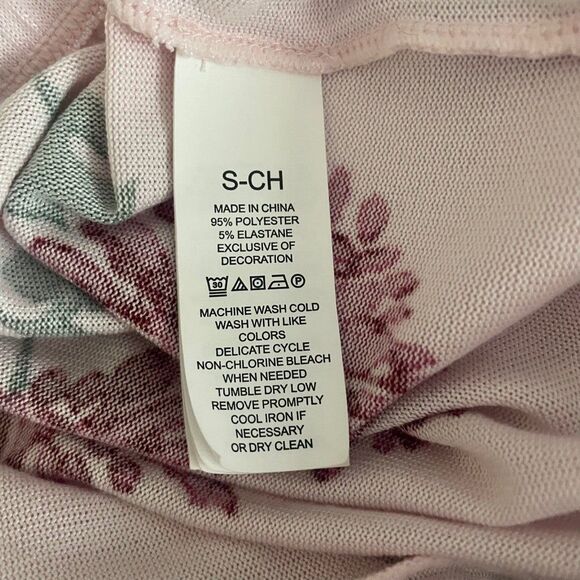 S-CH
MADE IN CHINA
95% POLYESTER
5% ELASTANE
EXCLUSIVE OF
DECORATION
30 P
MACHINE WASH COLD
WASH WITH LIKE
COLORS
DELICATE CYCLE
NON-CHLORINE BLEACH
WHEN NEEDED
TUMBLE DRY LOW
REMOVE PROMPTLY
COOL IRON IF
NECESSARY
OR DRY CLEAN